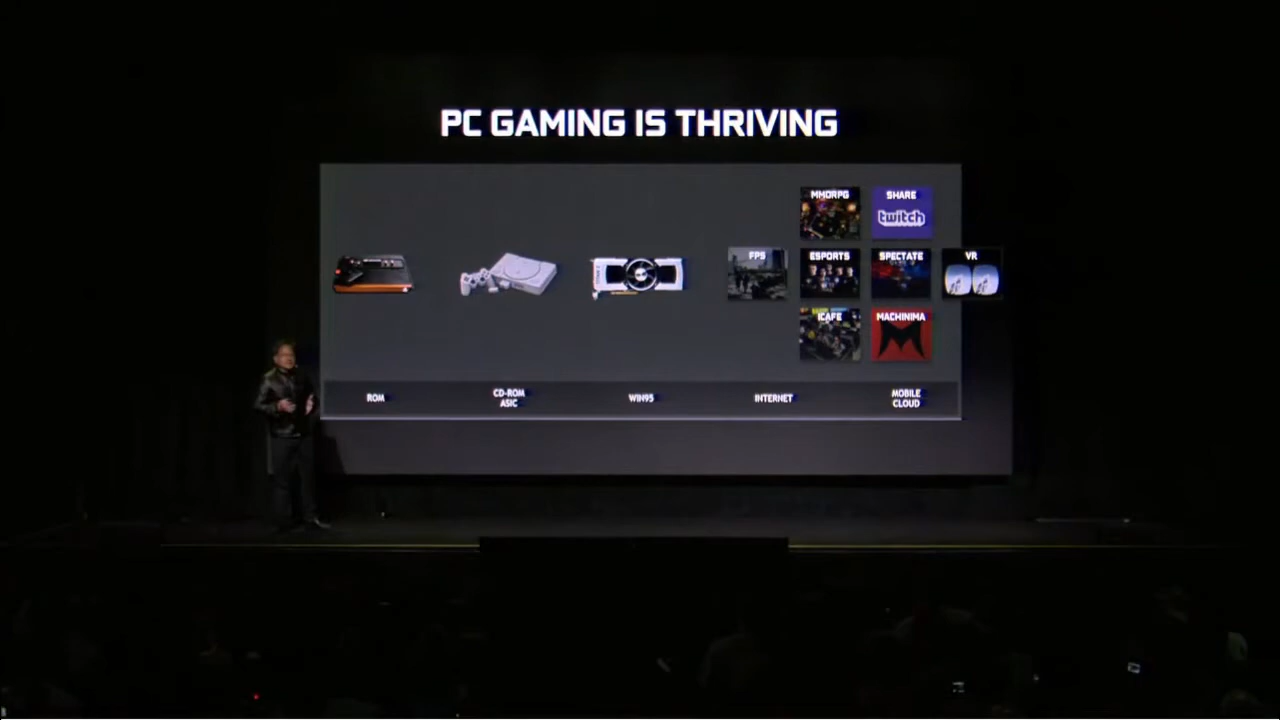 PC GAMING IS THRIVING
MMORPG
SHARE
twitch
FPS
ESPORTS
SPECTATE
VR
ICAFE
MACHINIMA
ROM
CD-ROM
ASIC
WIN95
INTERNET
MOBILE
CLOUD